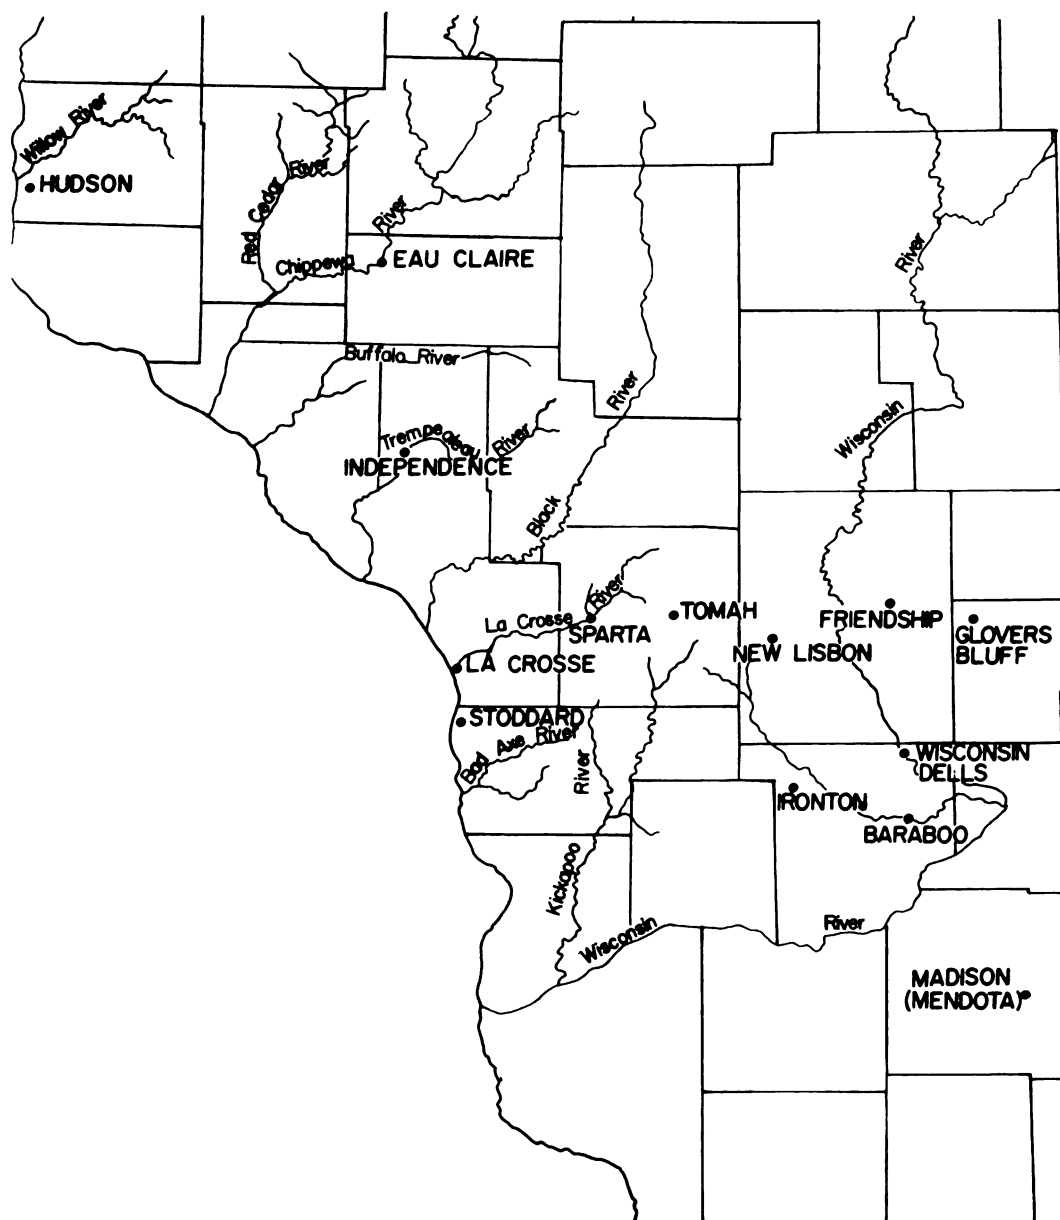 Willow River
HUDSON
Red Cedar River
River
Chippewa
EAU CLAIRE
River
Buffalo River
River
Wisconsin
Trempealeau River
INDEPENDENCE
Black
La Crosse River
SPARTA
TOMAH
FRIENDSHIP
GLOVERS
BLUFF
NEW LISBON
LA CROSSE
STODDARD
Bad Axe River
River
WISCONSIN
DELLS
IRONTON
BARABOO
Kickapoo
Wisconsin
River
MADISON
(MENDOTA)